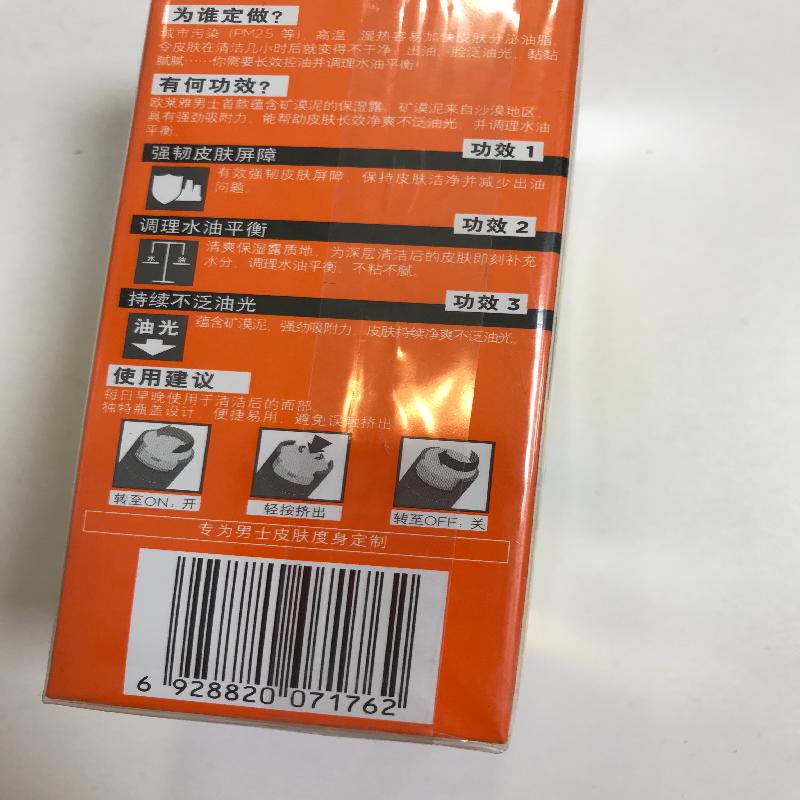 为谁定做?
城市污染(PM2.5 等)、高温、湿热容易加快皮肤分泌油脂,
令皮肤在清洁几小时后就变得不干净、出油、脸泛油光、黏黏
腻腻……你需要长效控油并调理水油平衡!
有何功效?
欧莱雅男士首款蕴含矿漠泥的保湿露。矿漠泥来自沙漠地区,
具有强劲吸附力,能帮助皮肤长效净爽不泛油光,并调理水油
平衡。
强韧皮肤屏障 功效 1
有效强韧皮肤屏障,保持皮肤洁净并减少出油
问题。
调理水油平衡 功效 2
水 油
清爽保湿露质地,为深层清洁后的皮肤即刻补充
水分,调理水油平衡,不粘不腻。
持续不泛油光 功效 3
油光
蕴含矿漠泥,强劲吸附力,皮肤持续净爽不泛油光。
使用建议
每日早晚使用于清洁后的面部。
独特瓶盖设计,便捷易用,避免误触挤出
转至ON:开
轻按挤出
转至OFF:关
专为男士皮肤度身定制
6 928820 071762